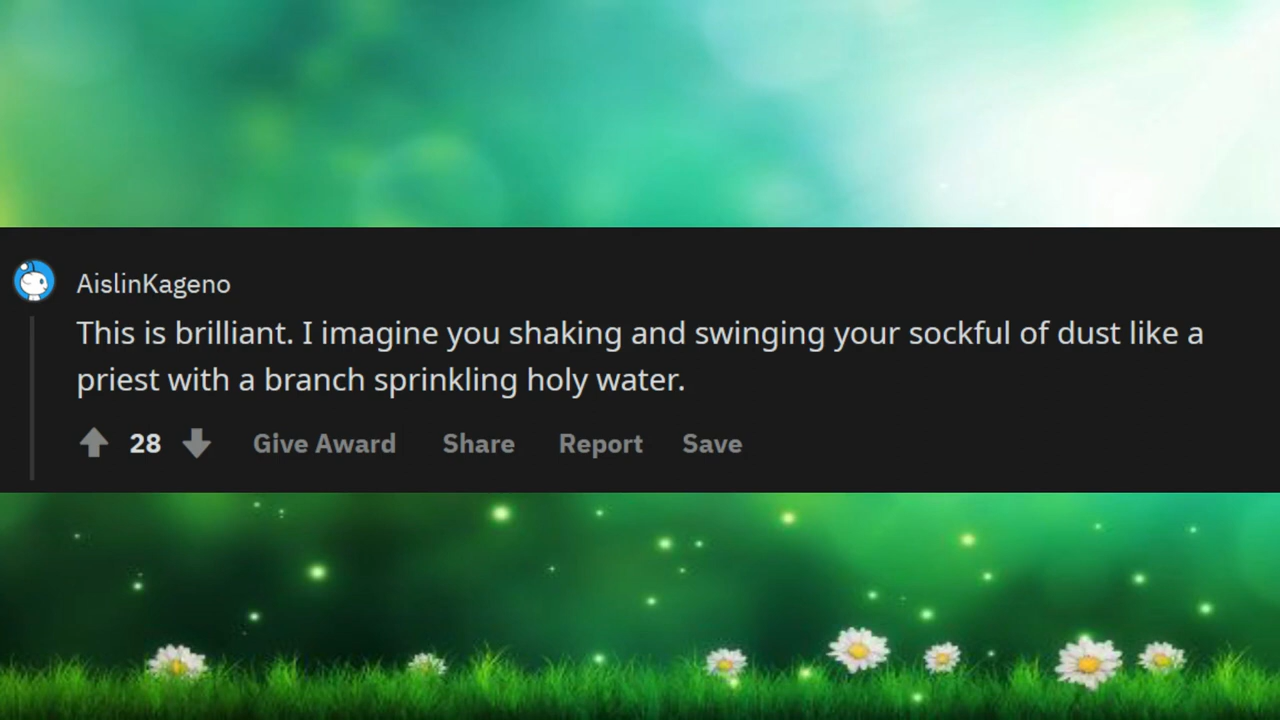 AislinKageno
This is brilliant. I imagine you shaking and swinging your sockful of dust like a
priest with a branch sprinkling holy water.
28 Give Award Share Report Save